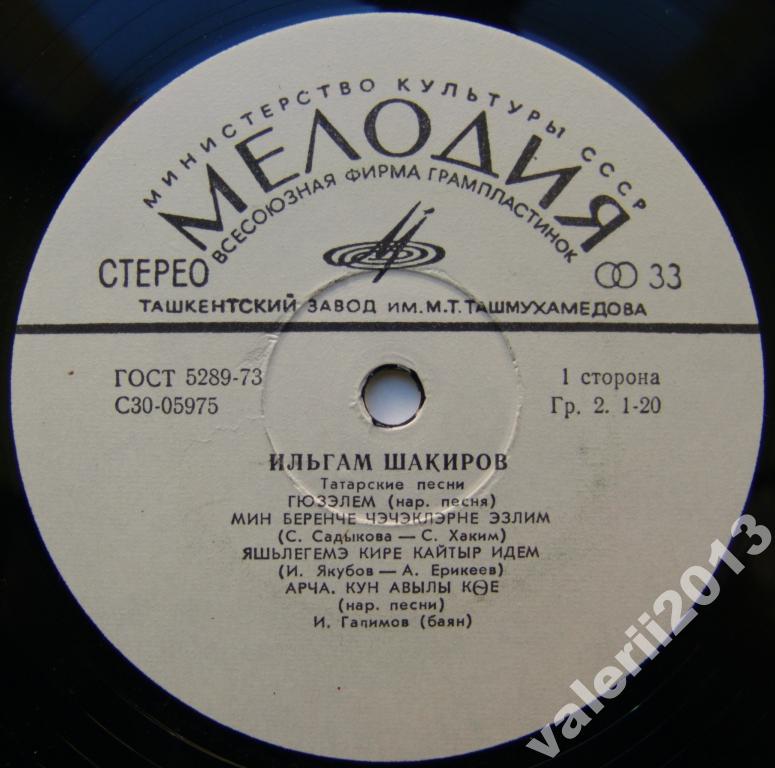 МИНИСТЕРСТВО КУЛЬТУРЫ СССР
МЕЛОДИЯ
ВСЕСОЮЗНАЯ ФИРМА ГРАМПЛАСТИНОК
СТЕРЕО 33
ТАШКЕНТСКИЙ ЗАВОД ИМ. М.Т. ТАШМУХАМЕДОВА
ГОСТ 5289-73 1 сторона
С30-05975 Гр. 2. 1-20
ИЛЬГАМ ШАКИРОВ
Татарские песни
ГЮЗЭЛЕМ (нар. песня)
МИН БЕРЕНЧЕ ЧЭЧЭКЛЭРНЕ ЭЗЛИМ
(С. Садыкова — С. Хаким)
ЯШЬЛЕГЕМЭ КИРЕ КАЙТЫР ИДЕМ
(И. Якубов — А. Ерикеев)
АРЧА. КУН АВЫЛЫ КӨЕ
(нар. песни)
И. Галимов (баян)
valerii2013